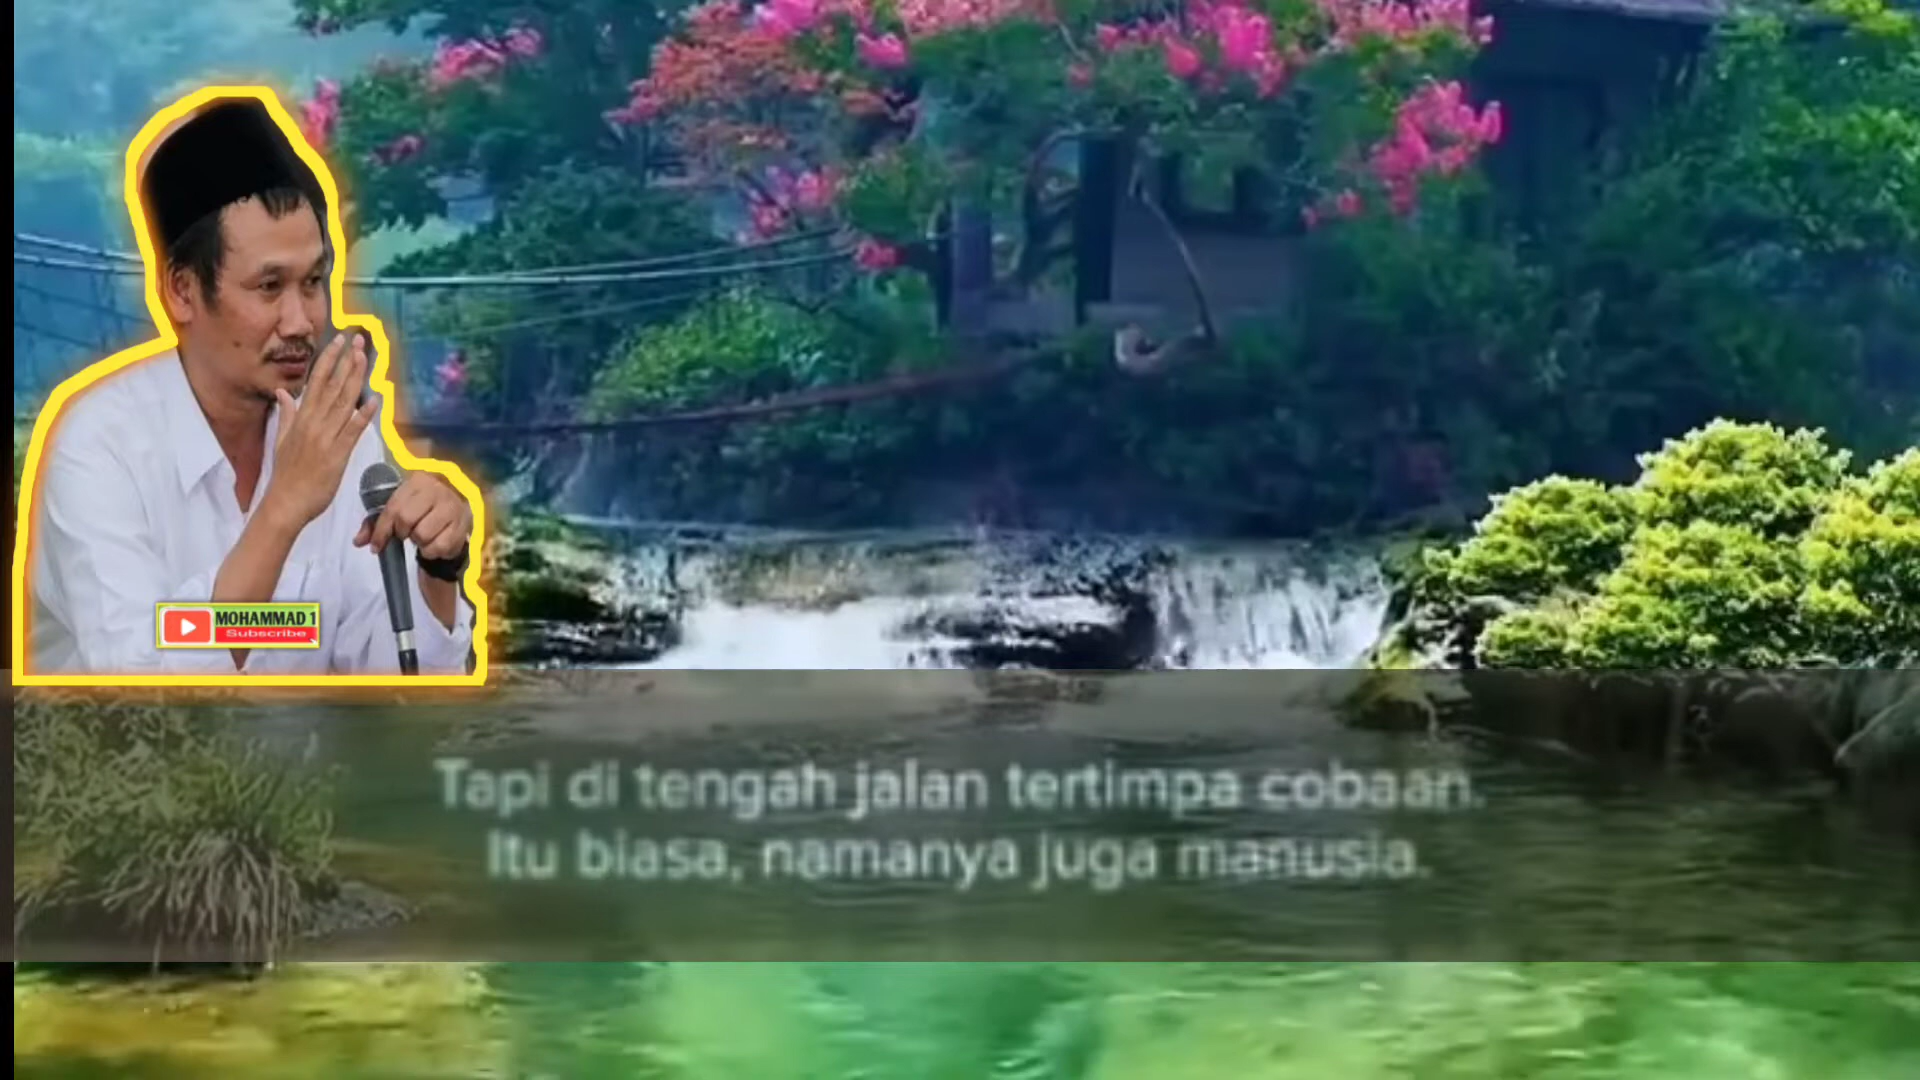 MOHAMMAD 1
Subscribe
Tapi di tengah jalan tertimpa cobaan.
Itu biasa, namanya juga manusia.